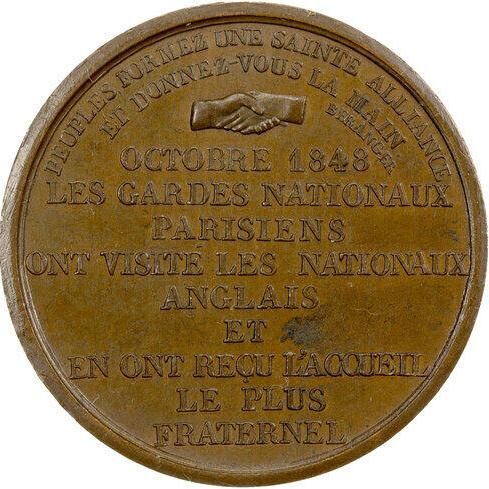 PEUPLES, FORMEZ UNE SAINTE ALLIANCE
ET DONNEZ-VOUS LA MAIN
BERANGER
OCTOBRE 1848
LES GARDES NATIONAUX
PARISIENS
ONT VISITÉ LES NATIONAUX
ANGLAIS
ET
EN ONT REÇU L'ACCUEIL
LE PLUS
FRATERNEL